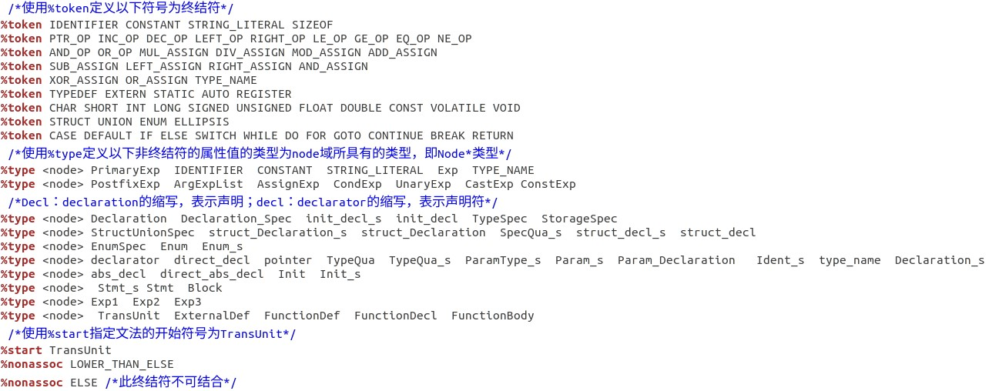 /*使用%token定义以下符号为终结符*/
%token IDENTIFIER CONSTANT STRING_LITERAL SIZEOF
%token PTR_OP INC_OP DEC_OP LEFT_OP RIGHT_OP LE_OP GE_OP EQ_OP NE_OP
%token AND_OP OR_OP MUL_ASSIGN DIV_ASSIGN MOD_ASSIGN ADD_ASSIGN
%token SUB_ASSIGN LEFT_ASSIGN RIGHT_ASSIGN AND_ASSIGN
%token XOR_ASSIGN OR_ASSIGN TYPE_NAME
%token TYPEDEF EXTERN STATIC AUTO REGISTER
%token CHAR SHORT INT LONG SIGNED UNSIGNED FLOAT DOUBLE CONST VOLATILE VOID
%token STRUCT UNION ENUM ELLIPSIS
%token CASE DEFAULT IF ELSE SWITCH WHILE DO FOR GOTO CONTINUE BREAK RETURN
/*使用%type定义以下非终结符的属性值的类型为node域所具有的类型，即Node*类型*/
%type <node> PrimaryExp  IDENTIFIER  CONSTANT  STRING_LITERAL  Exp  TYPE_NAME
%type <node> PostfixExp  ArgExpList  AssignExp  CondExp  UnaryExp  CastExp ConstExp
/*Decl：declaration的缩写，表示声明；decl：declarator的缩写，表示声明符*/
%type <node> Declaration  Declaration_Spec  init_decl_s  init_decl  TypeSpec  StorageSpec
%type <node> StructUnionSpec  struct_Declaration_s  struct_Declaration  SpecQua_s  struct_decl_s  struct_decl
%type <node> EnumSpec  Enum  Enum_s
%type <node> declarator  direct_decl  pointer  TypeQua  TypeQua_s  ParamType_s  Param_s  Param_Declaration   Ident_s  type_name  Declaration_s
%type <node> abs_decl  direct_abs_decl  Init  Init_s
%type <node>  Stmt_s Stmt  Block
%type <node> Exp1  Exp2  Exp3
%type <node>  TransUnit  ExternalDef  FunctionDef  FunctionDecl  FunctionBody
/*使用%start指定文法的开始符号为TransUnit*/
%start TransUnit
%nonassoc LOWER_THAN_ELSE
%nonassoc ELSE /*此终结符不可结合*/